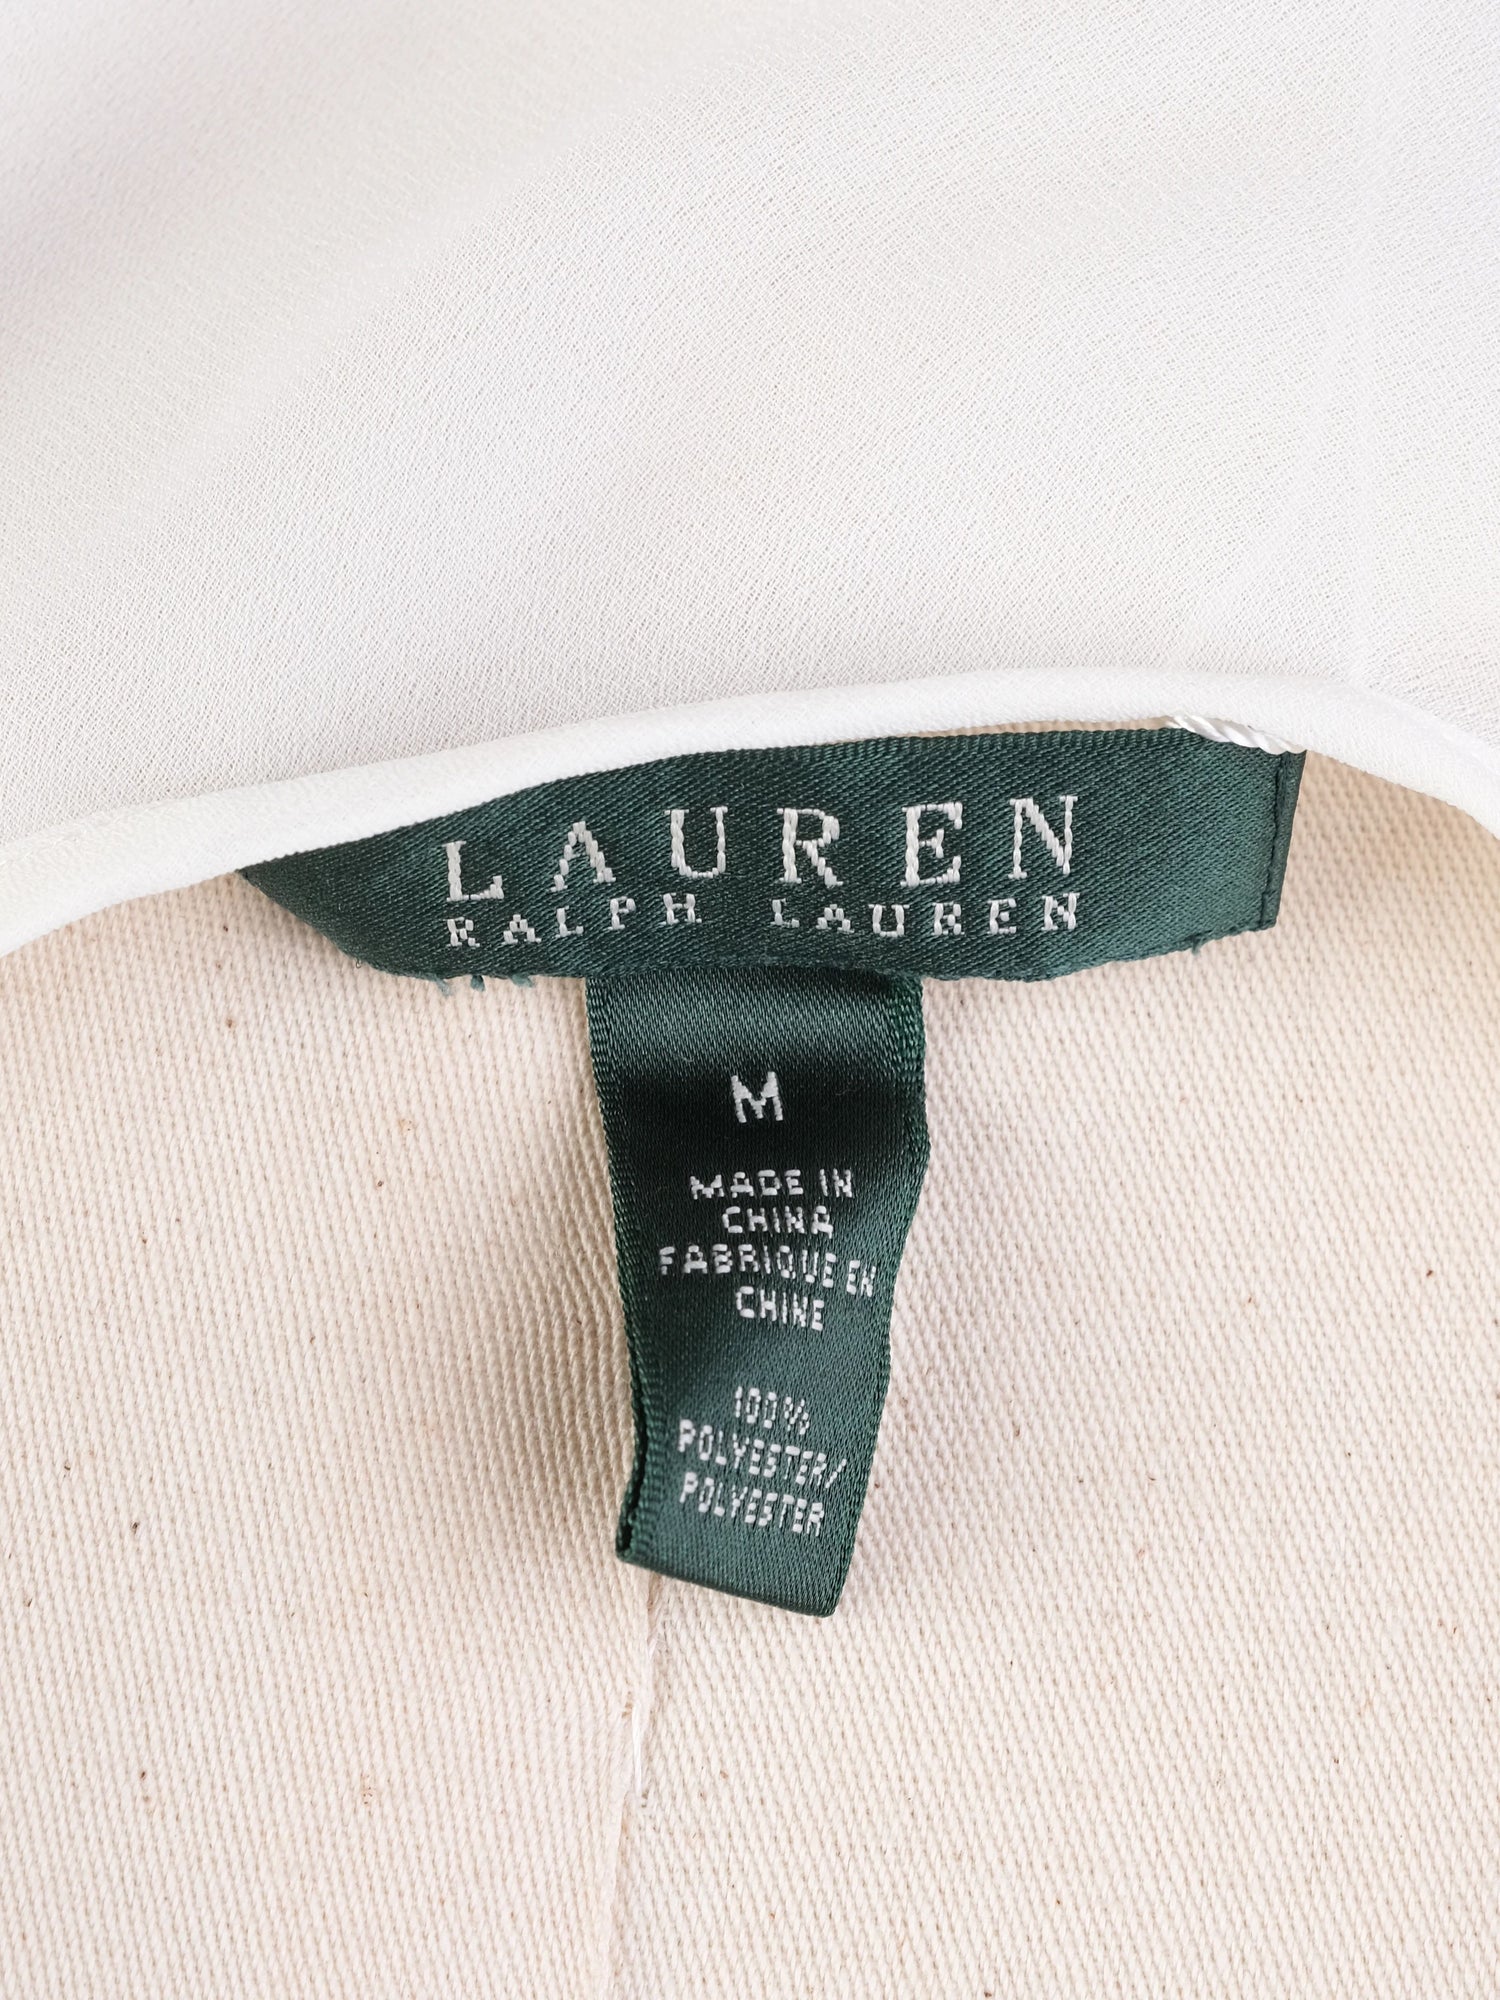 LAUREN
RALPH LAUREN
M
MADE IN
CHINA
FABRIQUE EN
CHINE
100%
POLYESTER/
POLYESTER